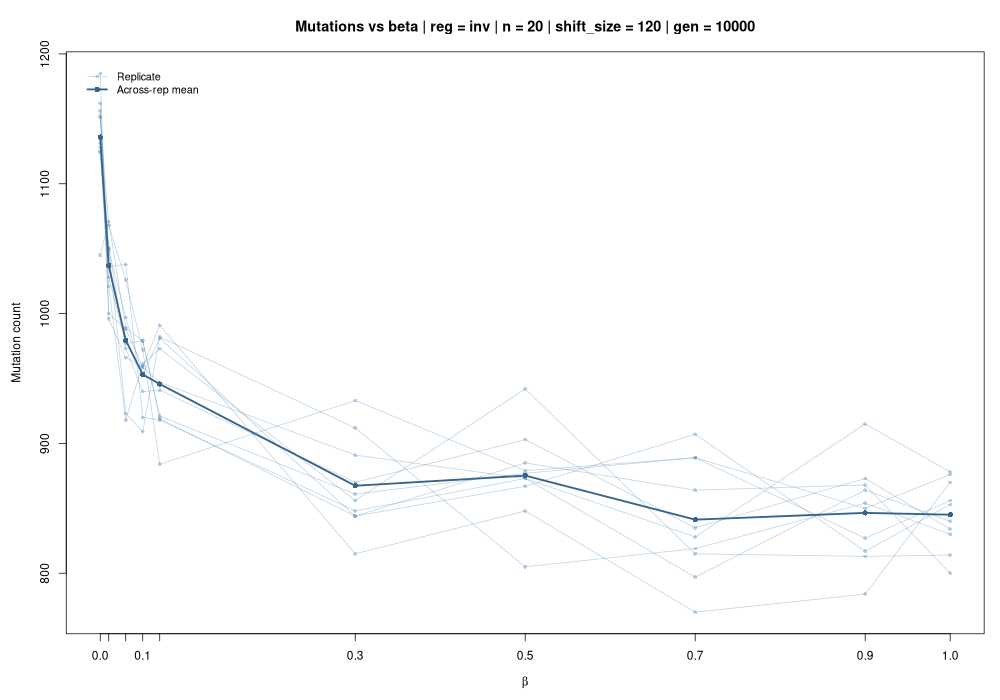 Mutations vs beta | reg = inv | n = 20 | shift_size = 120 | gen = 10000
Replicate
Across-rep mean
1200
1100
1000
900
800
Mutation count
0.0 0.1 0.3 0.5 0.7 0.9 1.0
β